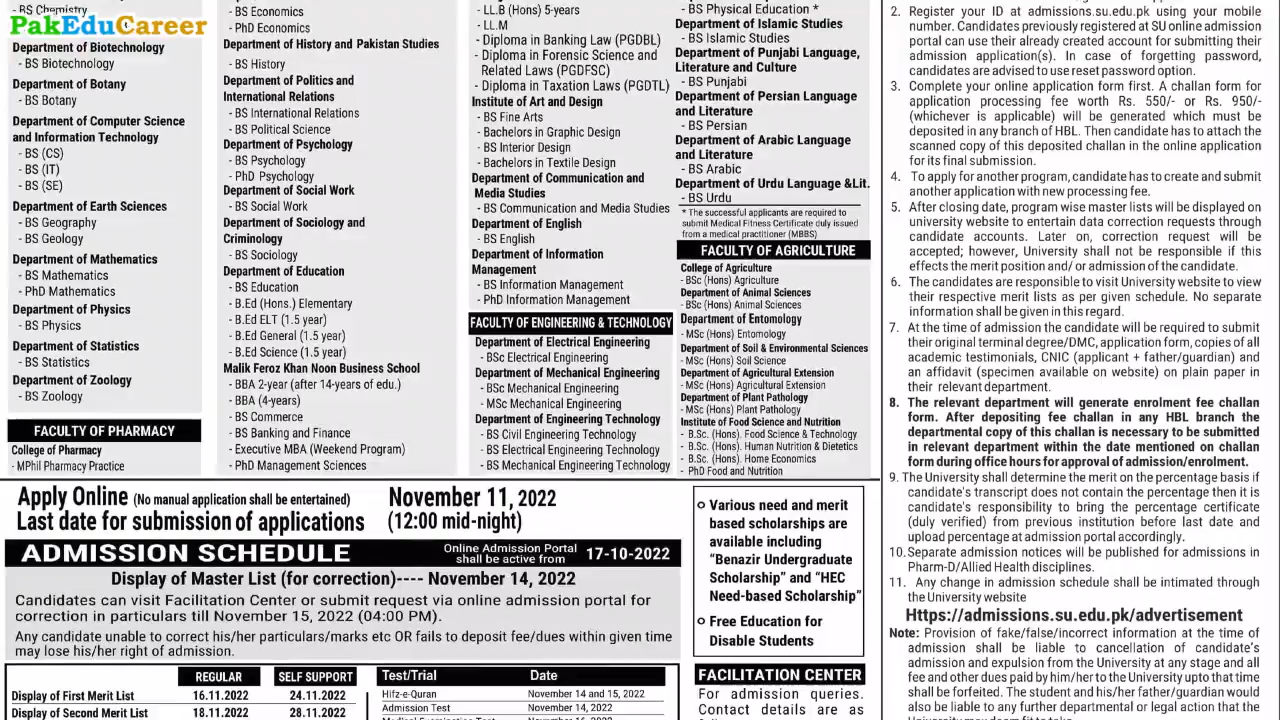 - BS Chemistry
PakEduCareer
Department of Biotechnology
- BS Biotechnology
Department of Botany
- BS Botany
Department of Computer Science
and Information Technology
- BS (CS)
- BS (IT)
- BS (SE)
Department of Earth Sciences
- BS Geography
- BS Geology
Department of Mathematics
- BS Mathematics
- PhD Mathematics
Department of Physics
- BS Physics
Department of Statistics
- BS Statistics
Department of Zoology
- BS Zoology
FACULTY OF PHARMACY
College of Pharmacy
- MPhil Pharmacy Practice
- BS Economics
- PhD Economics
Department of History and Pakistan Studies
- BS History
Department of Politics and
International Relations
- BS International Relations
- BS Political Science
Department of Psychology
- BS Psychology
- PhD Psychology
Department of Social Work
- BS Social Work
Department of Sociology and
Criminology
- BS Sociology
Department of Education
- BS Education
- B.Ed (Hons.) Elementary
- B.Ed ELT (1.5 year)
- B.Ed General (1.5 year)
- B.Ed Science (1.5 year)
Malik Feroz Khan Noon Business School
- BBA 2-year (after 14-years of edu.)
- BBA (4-years)
- BS Commerce
- BS Banking and Finance
- Executive MBA (Weekend Program)
- PhD Management Sciences
- LL.B (Hons) 5-years
- LL.M
- Diploma in Banking Law (PGDBL)
- Diploma in Forensic Science and
Related Laws (PGDFSC)
- Diploma in Taxation Laws (PGDTL)
Institute of Art and Design
- BS Fine Arts
- Bachelors in Graphic Design
- BS Interior Design
- Bachelors in Textile Design
Department of Communication and
Media Studies
- BS Communication and Media Studies
Department of English
- BS English
Department of Information
Management
- BS Information Management
- PhD Information Management
FACULTY OF ENGINEERING & TECHNOLOGY
Department of Electrical Engineering
- BSc Electrical Engineering
Department of Mechanical Engineering
- BSc Mechanical Engineering
- MSc Mechanical Engineering
Department of Engineering Technology
- BS Civil Engineering Technology
- BS Electrical Engineering Technology
- BS Mechanical Engineering Technology
- BS Physical Education *
Department of Islamic Studies
- BS Islamic Studies
Department of Punjabi Language,
Literature and Culture
- BS Punjabi
Department of Persian Language
and Literature
- BS Persian
Department of Arabic Language
and Literature
- BS Arabic
Department of Urdu Language &Lit.
- BS Urdu
* The successful applicants are required to
submit Medical Fitness Certificate duly issued
from a medical practitioner (MBBS)
FACULTY OF AGRICULTURE
College of Agriculture
- BSc (Hons) Agriculture
Department of Animal Sciences
- BSc (Hons) Animal Sciences
Department of Entomology
- MSc (Hons) Entomology
Department of Soil & Environmental Sciences
- MSc (Hons) Soil Science
Department of Agricultural Extension
- MSc (Hons) Agricultural Extension
Department of Plant Pathology
- MSc (Hons) Plant Pathology
Institute of Food Science and Nutrition
- B.Sc. (Hons). Food Science & Technology
- B.Sc. (Hons). Human Nutrition & Dietetics
- B.Sc. (Hons). Home Economics
- PhD Food and Nutrition
Apply Online (No manual application shall be entertained)
Last date for submission of applications
November 11, 2022
(12:00 mid-night)
ADMISSION SCHEDULE
Online Admission Portal
shall be active from
17-10-2022
Display of Master List (for correction)---- November 14, 2022
Candidates can visit Facilitation Center or submit request via online admission portal for
correction in particulars till November 15, 2022 (04:00 PM).
Any candidate unable to correct his/her particulars/marks etc OR fails to deposit fee/dues within given time
may lose his/her right of admission.
REGULAR SELF SUPPORT
Display of First Merit List 16.11.2022 24.11.2022
Display of Second Merit List 18.11.2022 28.11.2022
Test/Trial Date
Hifz-e-Quran November 14 and 15, 2022
Admission Test November 14, 2022
Various need and merit
based scholarships are
available including
"Benazir Undergraduate
Scholarship" and "HEC
Need-based Scholarship"
Free Education for
Disable Students
FACILITATION CENTER
For admission queries.
Contact details are as
2. Register your ID at admissions.su.edu.pk using your mobile
number. Candidates previously registered at SU online admission
portal can use their already created account for submitting their
admission application(s). In case of forgetting password,
candidates are advised to use reset password option.
3. Complete your online application form first. A challan form for
application processing fee worth Rs. 550/- or Rs. 950/-
(whichever is applicable) will be generated which must be
deposited in any branch of HBL. Then candidate has to attach the
scanned copy of this deposited challan in the online application
for its final submission.
4. To apply for another program, candidate has to create and submit
another application with new processing fee.
5. After closing date, program wise master lists will be displayed on
university website to entertain data correction requests through
candidate accounts. Later on, correction request will be
accepted; however, University shall not be responsible if this
effects the merit position and/ or admission of the candidate.
6. The candidates are responsible to visit University website to view
their respective merit lists as per given schedule. No separate
information shall be given in this regard.
7. At the time of admission the candidate will be required to submit
their original terminal degree/DMC, application form, copies of all
academic testimonials, CNIC (applicant + father/guardian) and
an affidavit (specimen available on website) on plain paper in
their relevant department.
8. The relevant department will generate enrolment fee challan
form. After depositing fee challan in any HBL branch the
departmental copy of this challan is necessary to be submitted
in relevant department within the date mentioned on challan
form during office hours for approval of admission/enrolment.
9. The University shall determine the merit on the percentage basis if
candidate's transcript does not contain the percentage then it is
candidate's responsibility to bring the percentage certificate
(duly verified) from previous institution before last date and
upload percentage at admission portal accordingly.
10. Separate admission notices will be published for admissions in
Pharm-D/Allied Health disciplines.
11. Any change in admission schedule shall be intimated through
the University website
Https://admissions.su.edu.pk/advertisement
Note: Provision of fake/false/incorrect information at the time of
admission shall be liable to cancellation of candidate's
admission and expulsion from the University at any stage and all
fee and other dues paid by him/her to the University upto that time
shall be forfeited. The student and his/her father/guardian would
also be liable to any further departmental or legal action that the